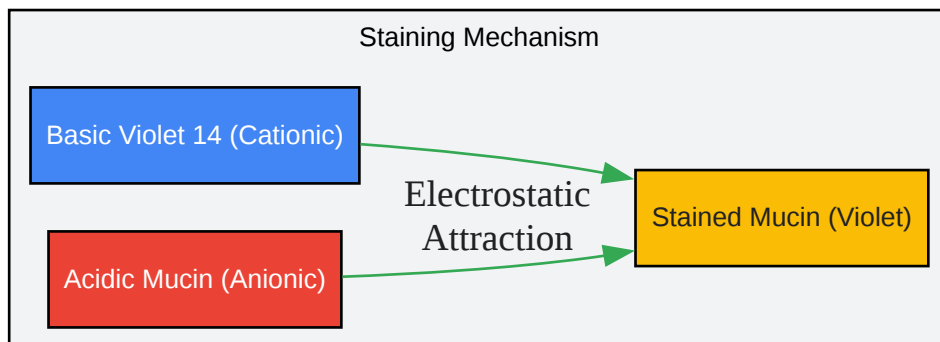 Staining Mechanism
Basic Violet 14 (Cationic)
Electrostatic
Attraction
Stained Mucin (Violet)
Acidic Mucin (Anionic)